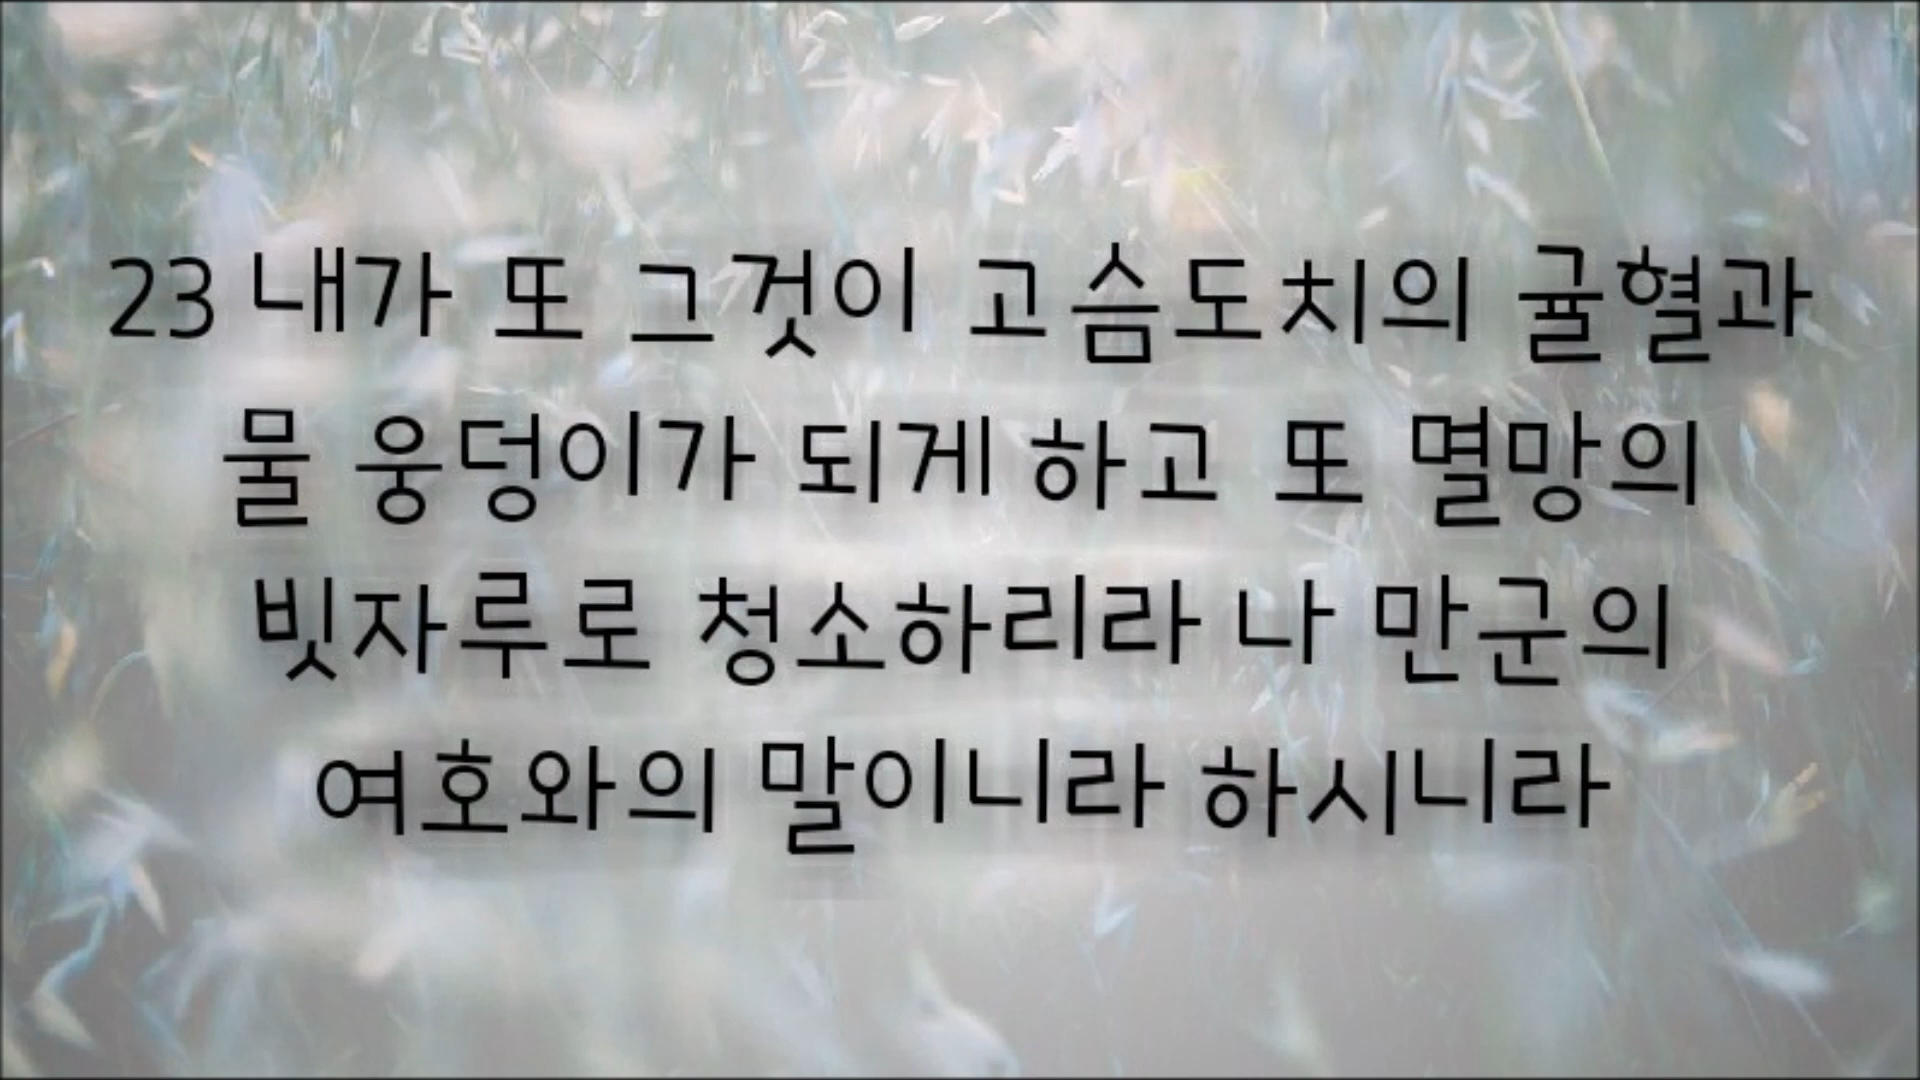 23 내가 또 그것이 고슴도치의 귤혈과
물 웅덩이가 되게 하고 또 멸망의
빗자루로 청소하리라 나 만군의
여호와의 말이니라 하시니라